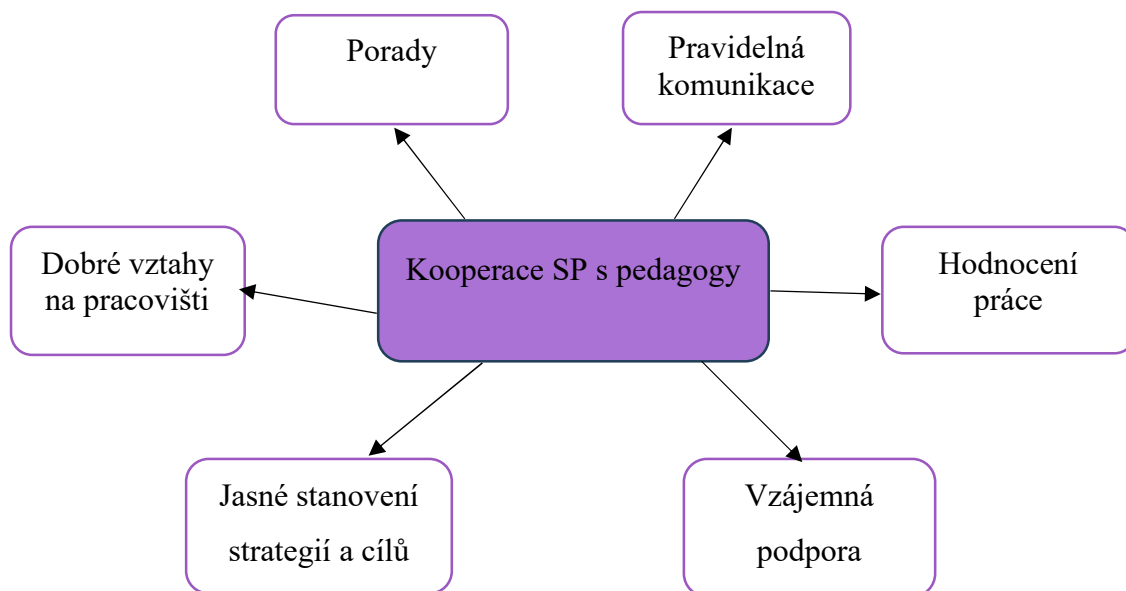 Porady
Pravidelná
komunikace
Dobré vztahy
na pracovišti
Kooperace SP s pedagogy
Hodnocení
práce
Jasné stanovení
strategií a cílů
Vzájemná
podpora